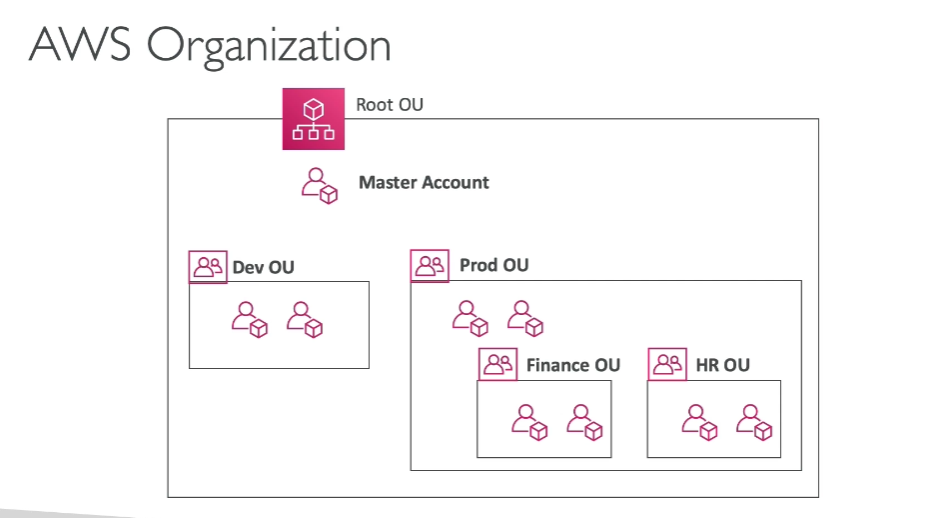 AWS Organization
Root OU
Master Account
Dev OU
Prod OU
Finance OU
HR OU